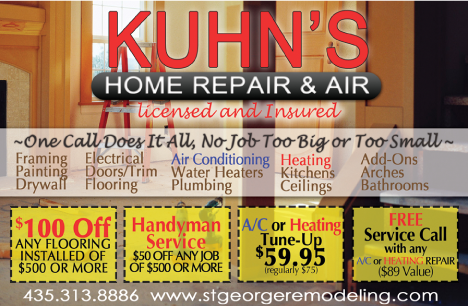 KUHN'S
HOME REPAIR & AIR
licensed and Insured
~One Call Does It All, No Job Too Big or Too Small~
Framing Electrical Air Conditioning Heating Add-Ons
Painting Doors/Trim Water Heaters Kitchens Arches
Drywall Flooring Plumbing Ceilings Bathrooms
$100 Off
ANY FLOORING
INSTALLED OF
$500 OR MORE
Handyman
Service
$50 OFF ANY JOB
OF $500 OR MORE
A/C or Heating
Tune-Up
$59.95
(regularly $75)
FREE
Service Call
with any
A/C or HEATING REPAIR
($89 Value)
435.313.8886 www.stgeorgeremodeling.com